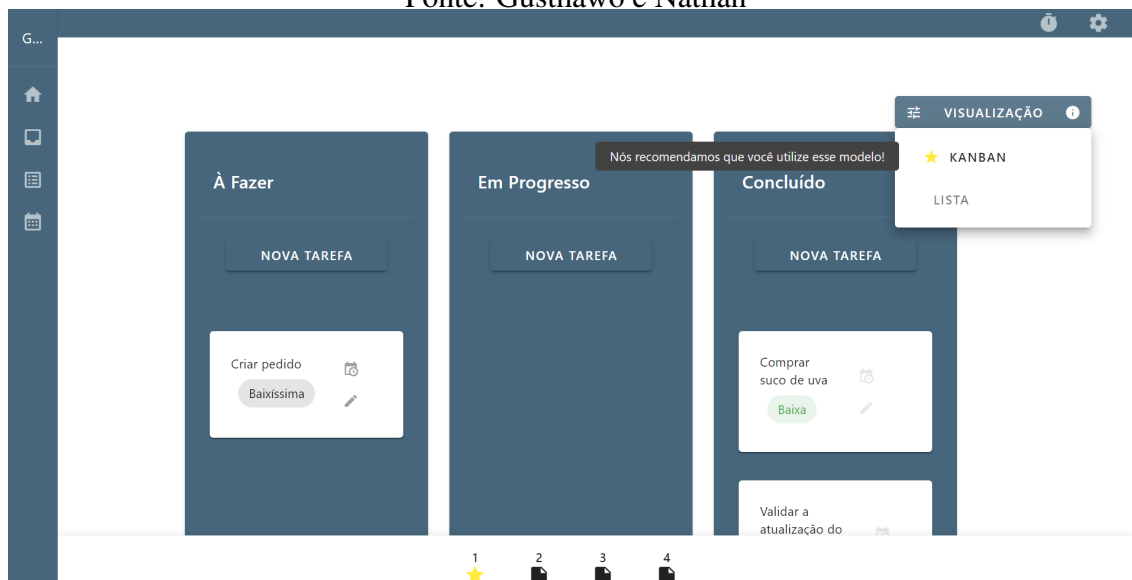 Fonte: Gusthawo e Nathan
G...
VISUALIZAÇÃO
Nós recomendamos que você utilize esse modelo!
KANBAN
LISTA
À Fazer
Em Progresso
Concluído
NOVA TAREFA
NOVA TAREFA
NOVA TAREFA
Criar pedido
Baixíssima
Comprar
suco de uva
Baixa
Validar a
atualização do
1
2
3
4